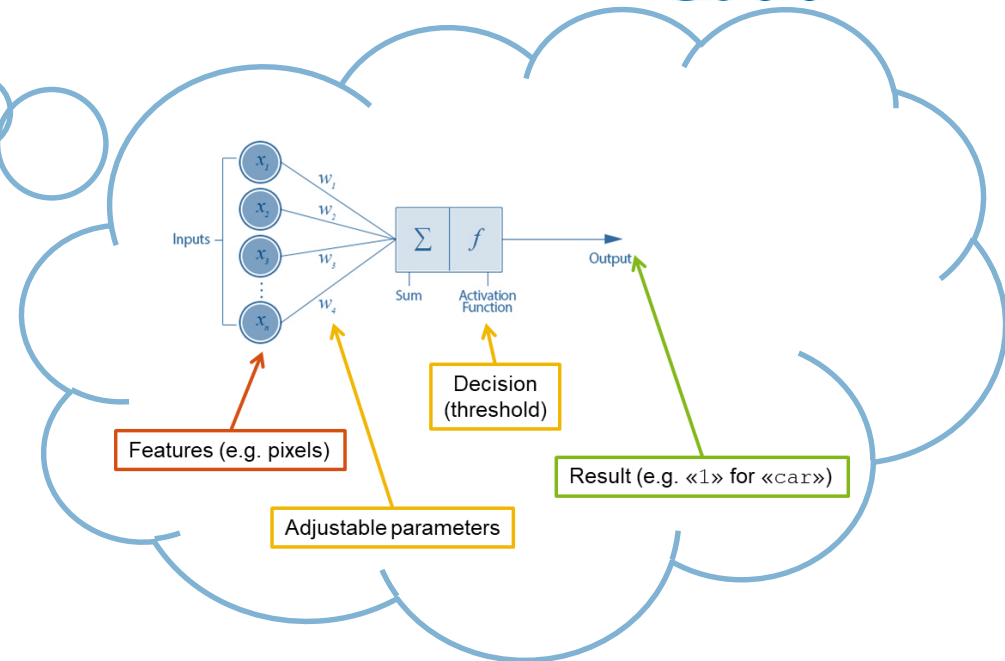 x₁
w₁
x₂
w₂
Inputs
x₃
w₃
∑
f
Output
⋮
w₄
Sum
Activation
Function
xₙ
Decision
(threshold)
Features (e.g. pixels)
Result (e.g. «1» for «car»)
Adjustable parameters